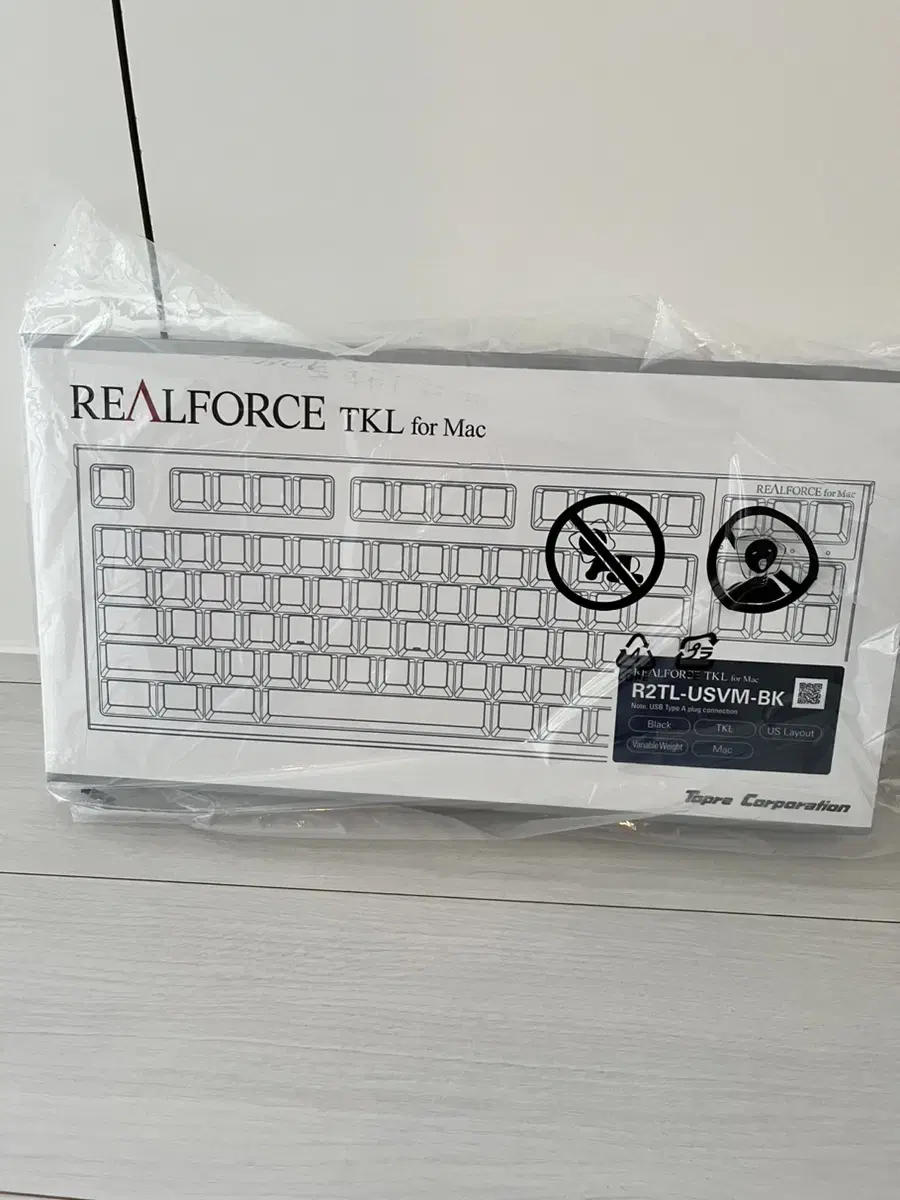 REALFORCE TKL for Mac
REALFORCE for Mac
REALFORCE TKL for Mac
R2TL-USVM-BK
Note: USB Type A plug connection
Black
TKL
US Layout
Variable Weight
Mac
Topre Corporation